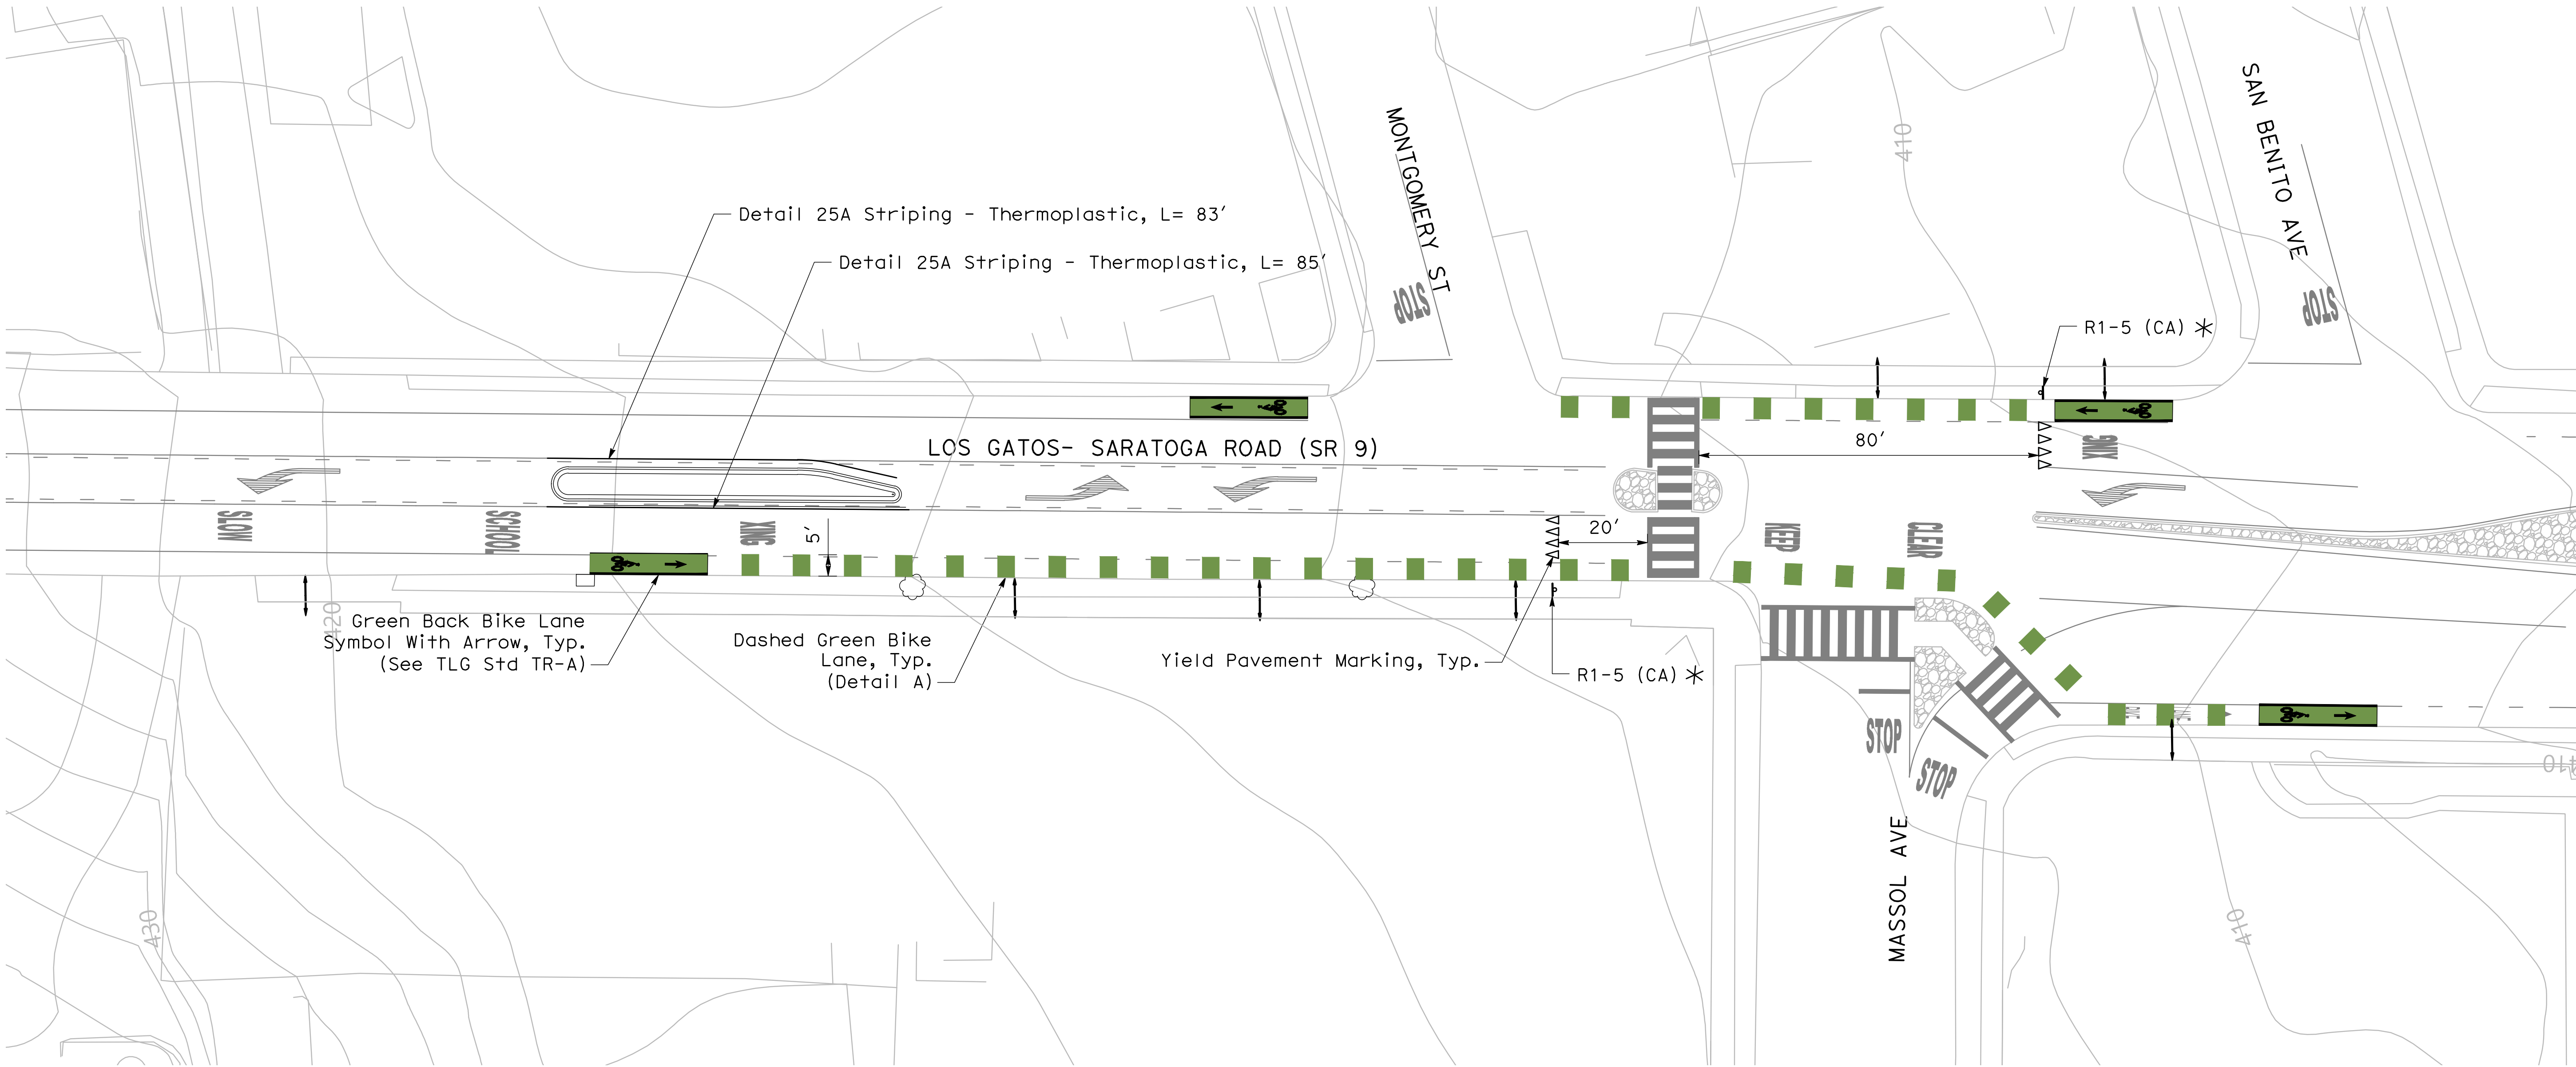 SAN BENITO AVE
MONTGOMERY ST
410
Detail 25A Striping - Thermoplastic, L= 83'
Detail 25A Striping - Thermoplastic, L= 85'
STOP
STOP
R1-5 (CA) *
LOS GATOS- SARATOGA ROAD (SR 9)
80'
XING
SLOW
SCHOOL
XING
5'
20'
KEEP
CLEAR
420
Green Back Bike Lane
Symbol With Arrow, Typ.
(See TLG Std TR-A)
Dashed Green Bike
Lane, Typ.
(Detail A)
Yield Pavement Marking, Typ.
R1-5 (CA) *
STOP
STOP
410
MASSOL AVE
430
410